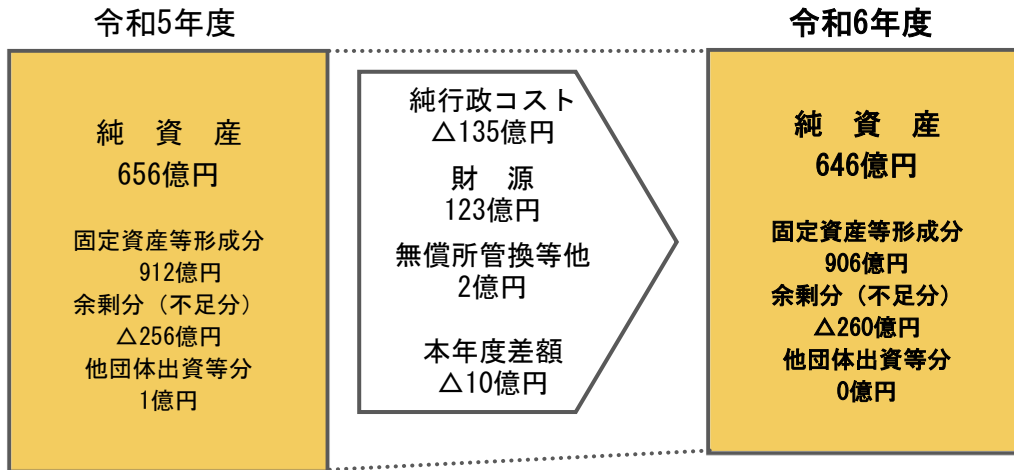 令和5年度
純　資　産
656億円
固定資産等形成分
912億円
余剰分（不足分）
△256億円
他団体出資等分
1億円
純行政コスト
△135億円
財　源
123億円
無償所管換等他
2億円
本年度差額
△10億円
令和6年度
純　資　産
646億円
固定資産等形成分
906億円
余剰分（不足分）
△260億円
他団体出資等分
0億円